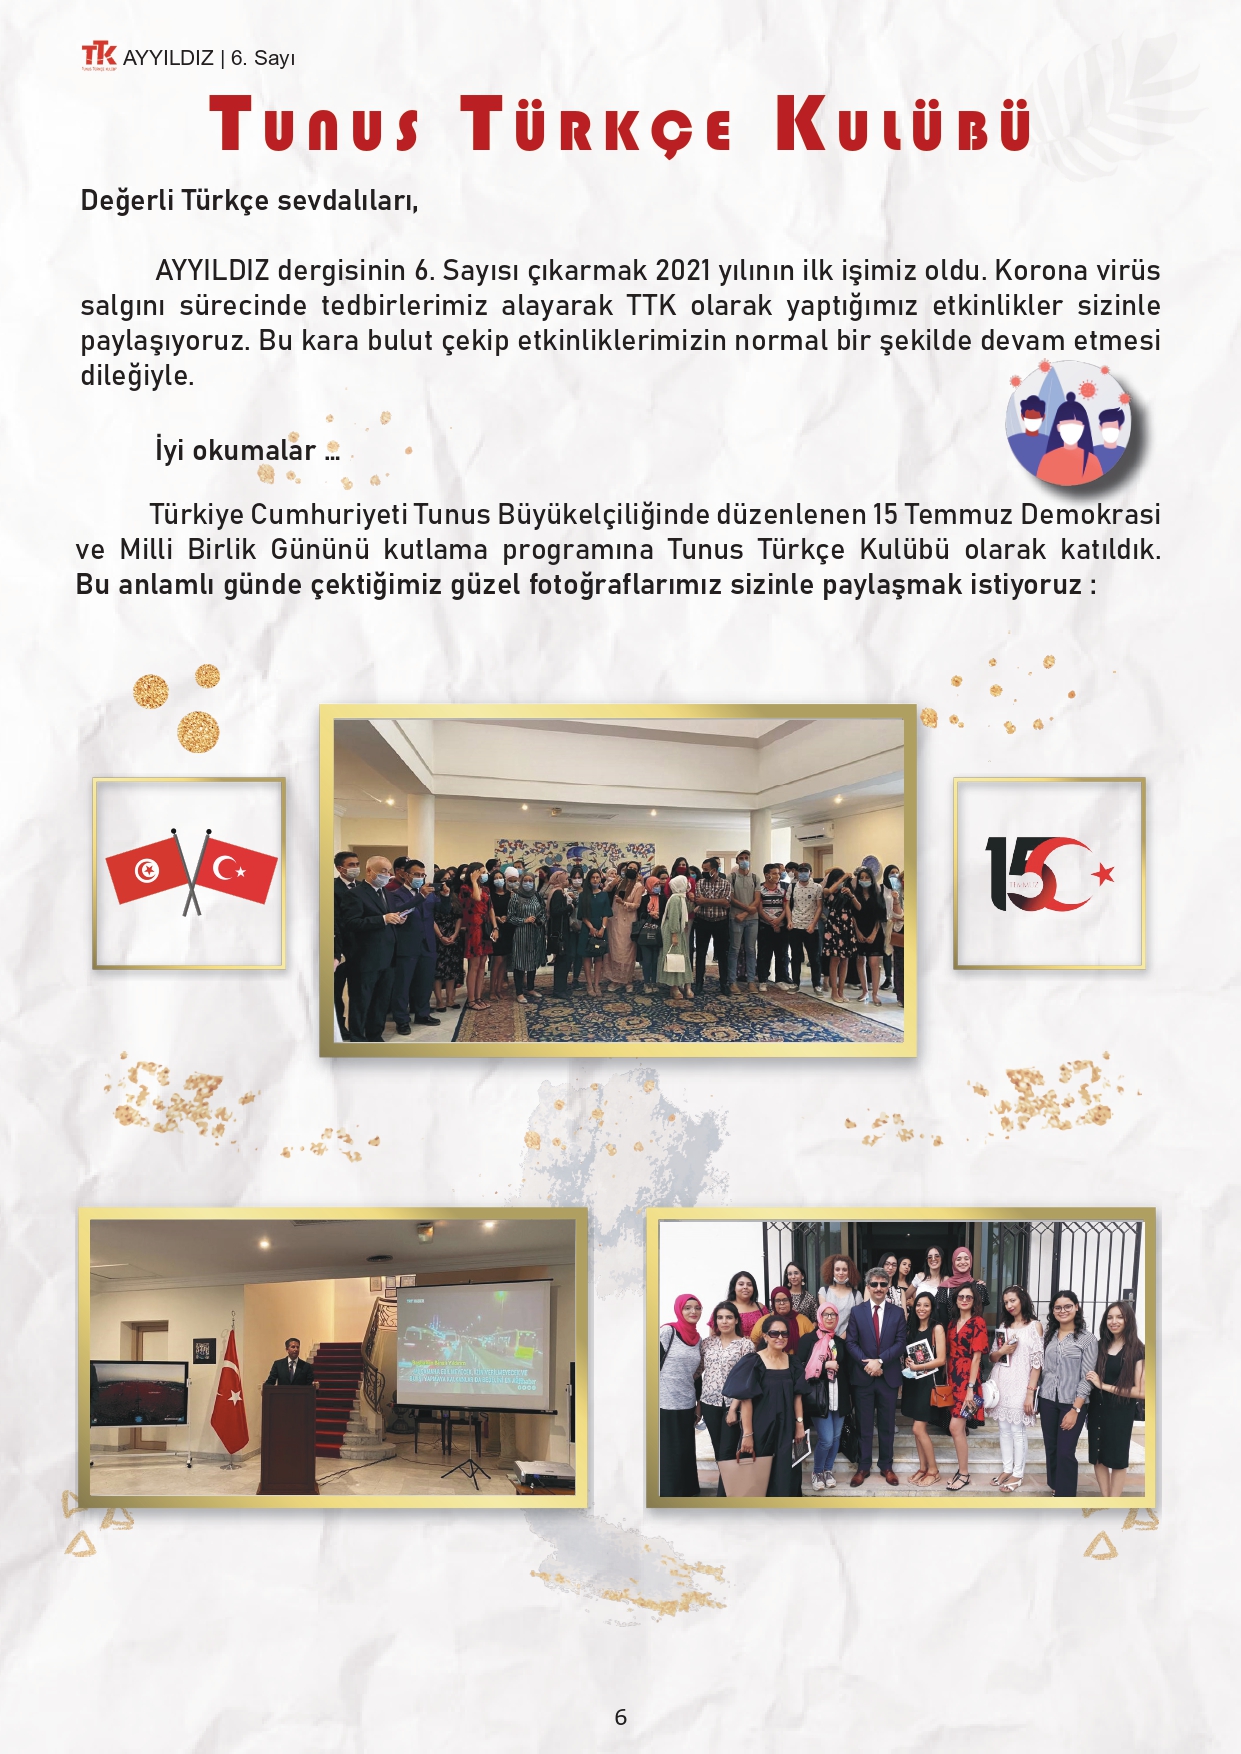 TTK AYYILDIZ | 6. Sayı
TUNUS TÜRKÇE KULÜBÜ
Değerli Türkçe sevdalıları,
AYYILDIZ dergisinin 6. Sayısı çıkarmak 2021 yılının ilk işimiz oldu. Korona virüs
salgını sürecinde tedbirlerimiz alayarak TTK olarak yaptığımız etkinlikler sizinle
paylaşıyoruz. Bu kara bulut çekip etkinliklerimizin normal bir şekilde devam etmesi
dileğiyle.
İyi okumalar ...
Türkiye Cumhuriyeti Tunus Büyükelçiliğinde düzenlenen 15 Temmuz Demokrasi
ve Milli Birlik Gününü kutlama programına Tunus Türkçe Kulübü olarak katıldık.
Bu anlamlı günde çektiğimiz güzel fotoğraflarımız sizinle paylaşmak istiyoruz :
15
TEMMUZ
6